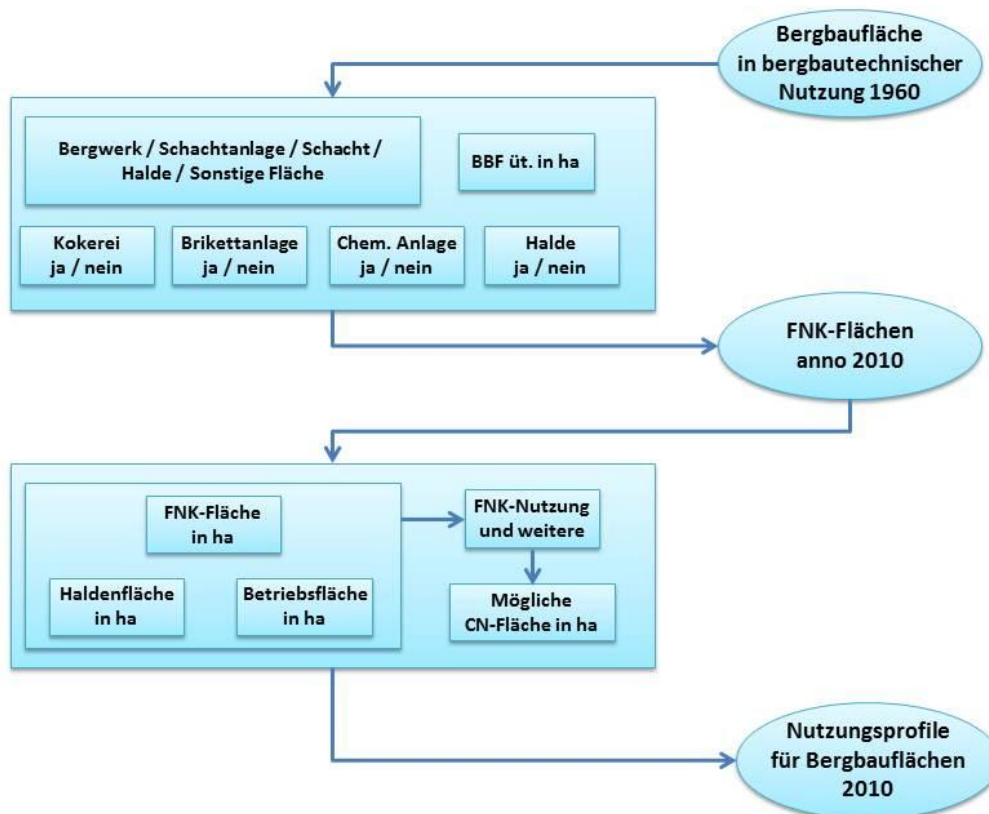 Bergbaufläche
in bergbautechnischer
Nutzung 1960
Bergwerk / Schachtanlage / Schacht /
Halde / Sonstige Fläche
BBF üt. in ha
Kokerei
ja / nein
Brikettanlage
ja / nein
Chem. Anlage
ja / nein
Halde
ja / nein
FNK-Flächen
anno 2010
FNK-Fläche
in ha
FNK-Nutzung
und weitere
Haldenfläche
in ha
Betriebsfläche
in ha
Mögliche
CN-Fläche in ha
Nutzungsprofile
für Bergbauflächen
2010